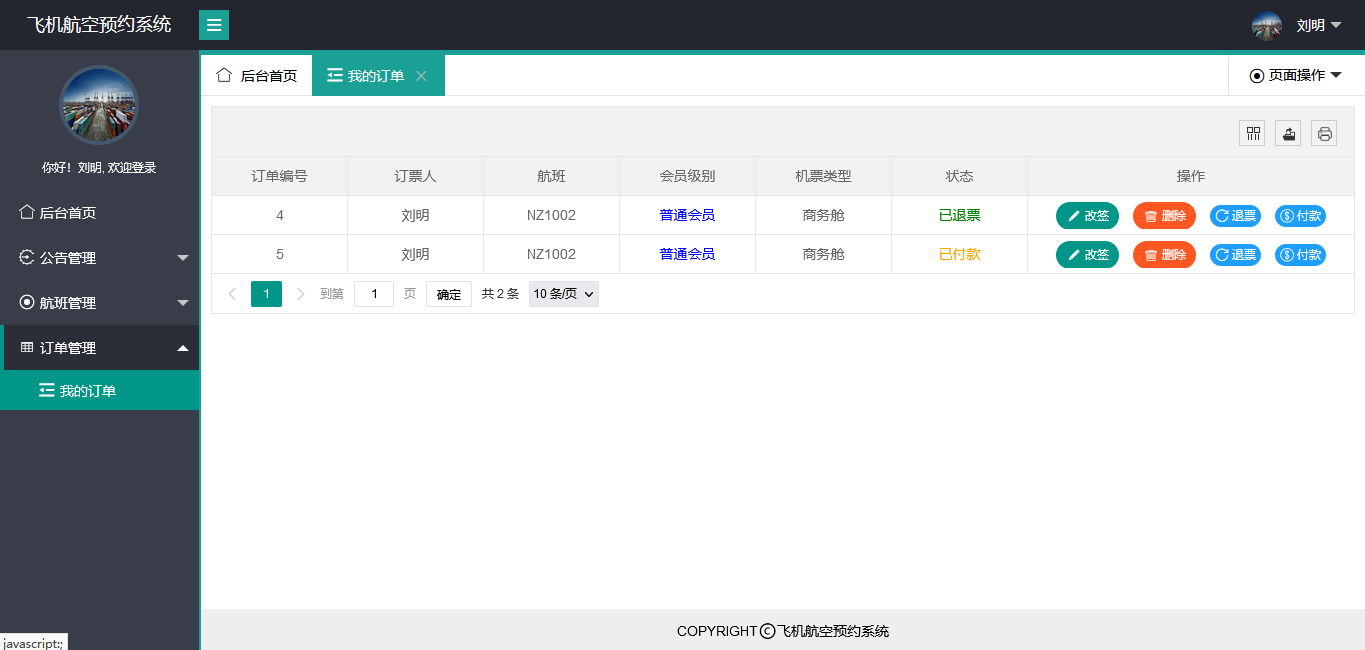 飞机航空预约系统
刘明
你好！刘明, 欢迎登录
后台首页
公告管理
航班管理
订单管理
我的订单
后台首页 我的订单 页面操作
订单编号 订票人 航班 会员级别 机票类型 状态 操作
4 刘明 NZ1002 普通会员 商务舱 已退票 改签 删除 退票 付款
5 刘明 NZ1002 普通会员 商务舱 已付款 改签 删除 退票 付款
1 到第 1 页 确定 共 2 条 10 条/页
COPYRIGHT©飞机航空预约系统
javascript:;